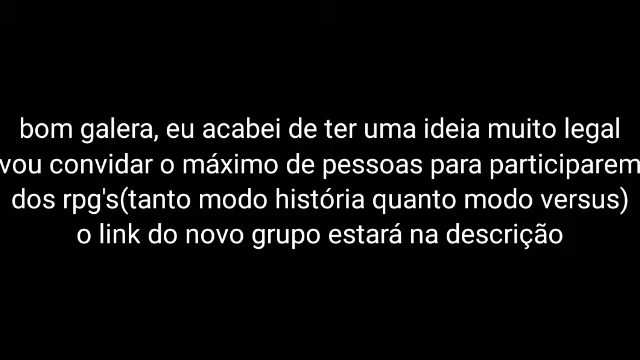 bom galera, eu acabei de ter uma ideia muito legal
vou convidar o máximo de pessoas para participarem
dos rpg's(tanto modo história quanto modo versus)
o link do novo grupo estará na descrição